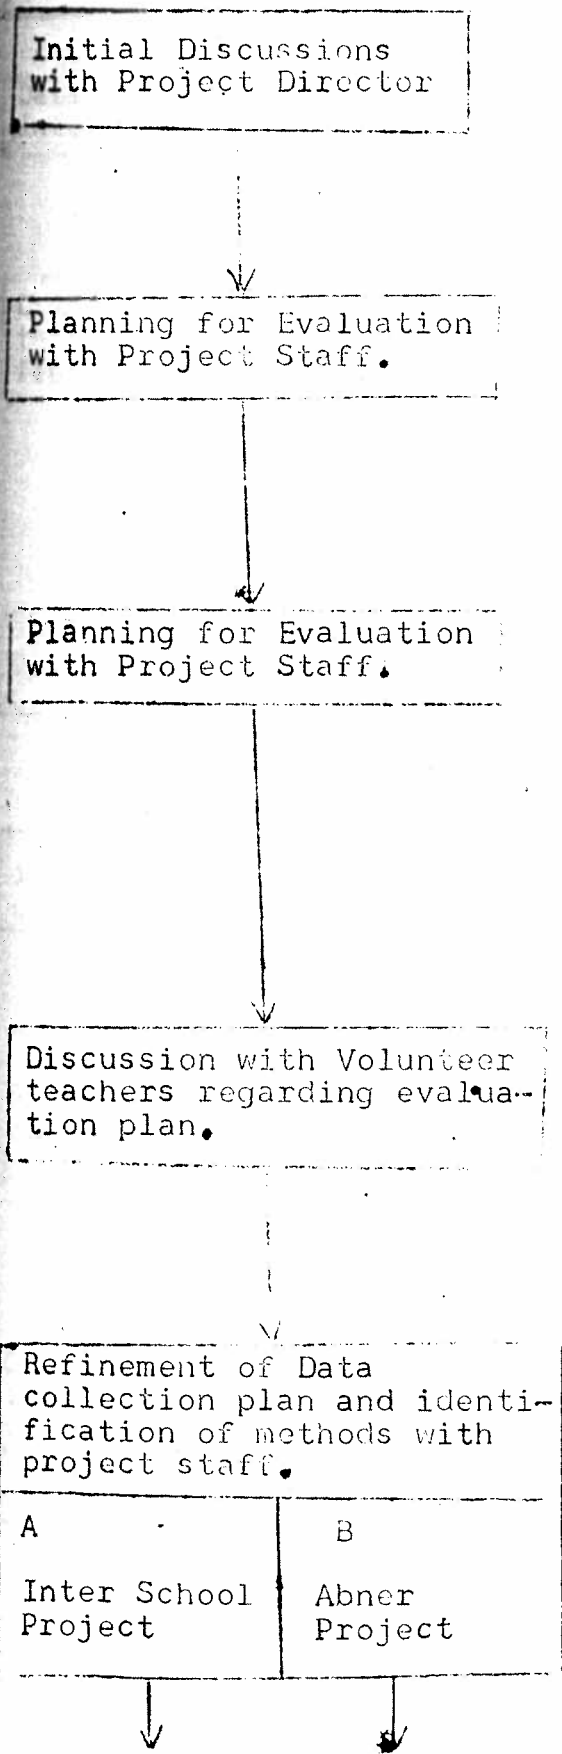 Initial Discussions
with Project Director
Planning for Evaluation
with Project Staff.
Planning for Evaluation
with Project Staff.
Discussion with Volunteer
teachers regarding evalua-
tion plan.
Refinement of Data
collection plan and identi-
fication of methods with
project staff.
A
Inter School
Project
B
Abner
Project